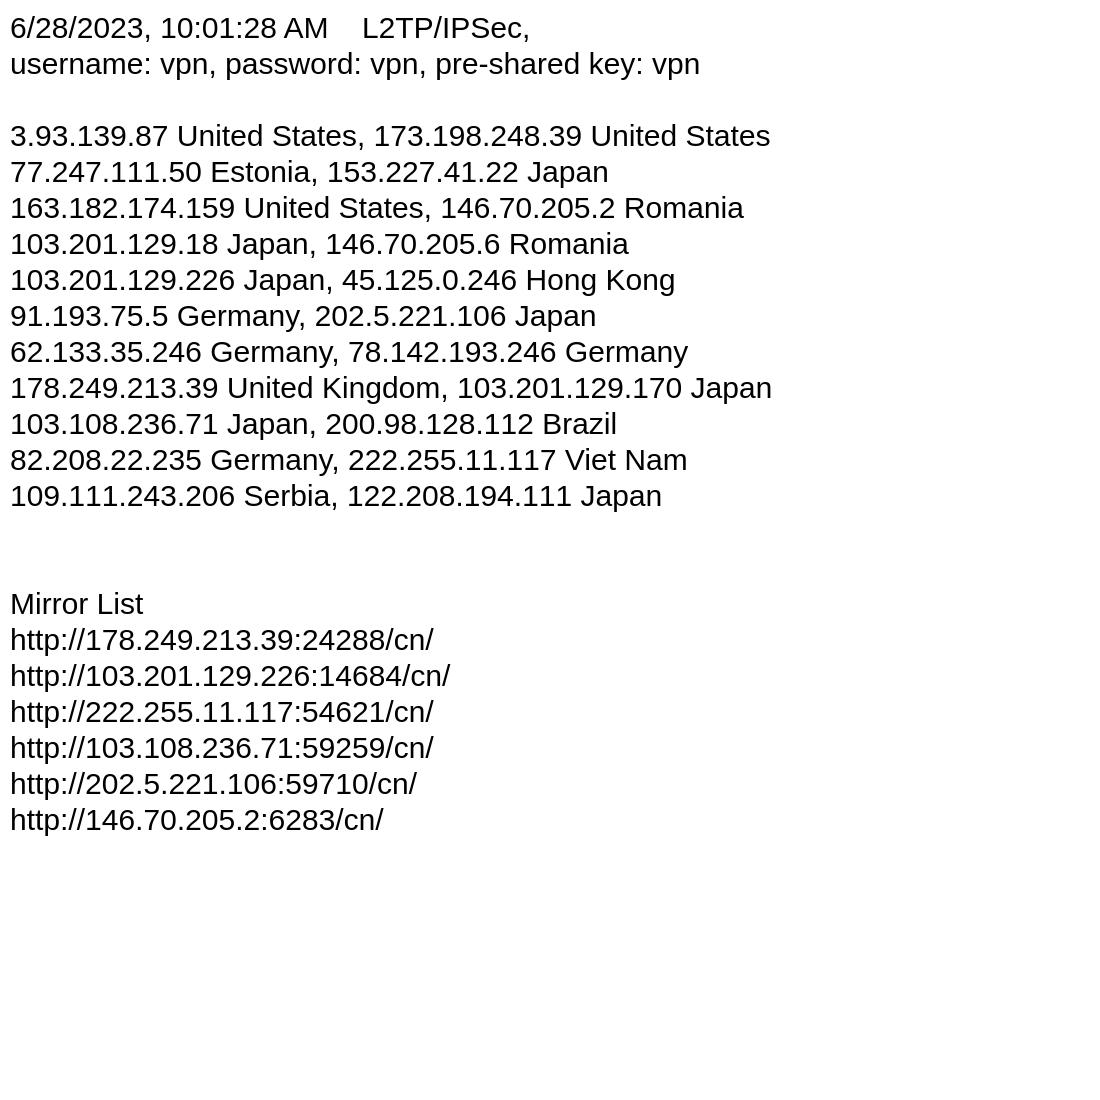 6/28/2023, 10:01:28 AM    L2TP/IPSec,
username: vpn, password: vpn, pre-shared key: vpn
3.93.139.87 United States, 173.198.248.39 United States
77.247.111.50 Estonia, 153.227.41.22 Japan
163.182.174.159 United States, 146.70.205.2 Romania
103.201.129.18 Japan, 146.70.205.6 Romania
103.201.129.226 Japan, 45.125.0.246 Hong Kong
91.193.75.5 Germany, 202.5.221.106 Japan
62.133.35.246 Germany, 78.142.193.246 Germany
178.249.213.39 United Kingdom, 103.201.129.170 Japan
103.108.236.71 Japan, 200.98.128.112 Brazil
82.208.22.235 Germany, 222.255.11.117 Viet Nam
109.111.243.206 Serbia, 122.208.194.111 Japan
Mirror List
http://178.249.213.39:24288/cn/
http://103.201.129.226:14684/cn/
http://222.255.11.117:54621/cn/
http://103.108.236.71:59259/cn/
http://202.5.221.106:59710/cn/
http://146.70.205.2:6283/cn/